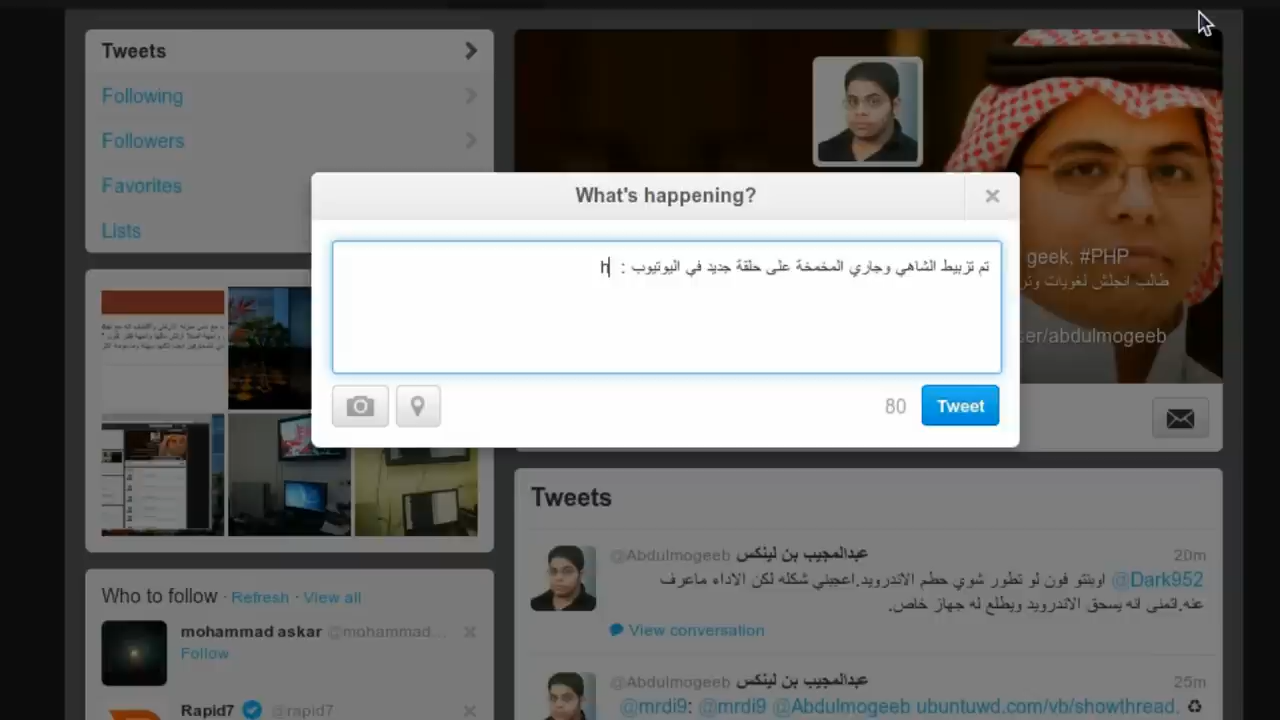 Tweets
Following
Followers
Favorites
Lists
What's happening?
تم تزبيط الشاهي وجاري المخمخة على حلقة جديد في اليوتيوب : h
80
Tweet
geek, #PHP
طالب انجلش لغويات
/abdulmogeeb
Tweets
@Abdulmogeeb عبدالمجيب بن لينكس
20m
@Dark952 اوبنتو فون لو تطور شوي حطم الاندرويد.اعجبني شكله لكن الاداء ماعرف
عنه.اتمنى انه يسحق الاندرويد ويطلع له جهاز خاص.
View conversation
@Abdulmogeeb عبدالمجيب بن لينكس
25m
@mrdi9: @mrdi9 @Abdulmogeeb ubuntuwd.com/vb/showthread.
Who to follow · Refresh · View all
mohammad askar @mohammad...
Follow
Rapid7 @rapid7